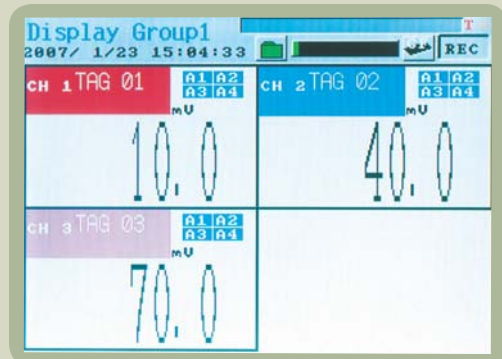 Display Group1
T
2007/ 1/23 15:04:33
REC
CH 1 TAG 01
A1 A2
A3 A4
mV
10.0
CH 2 TAG 02
A1 A2
A3 A4
mV
40.0
CH 3 TAG 03
A1 A2
A3 A4
mV
70.0